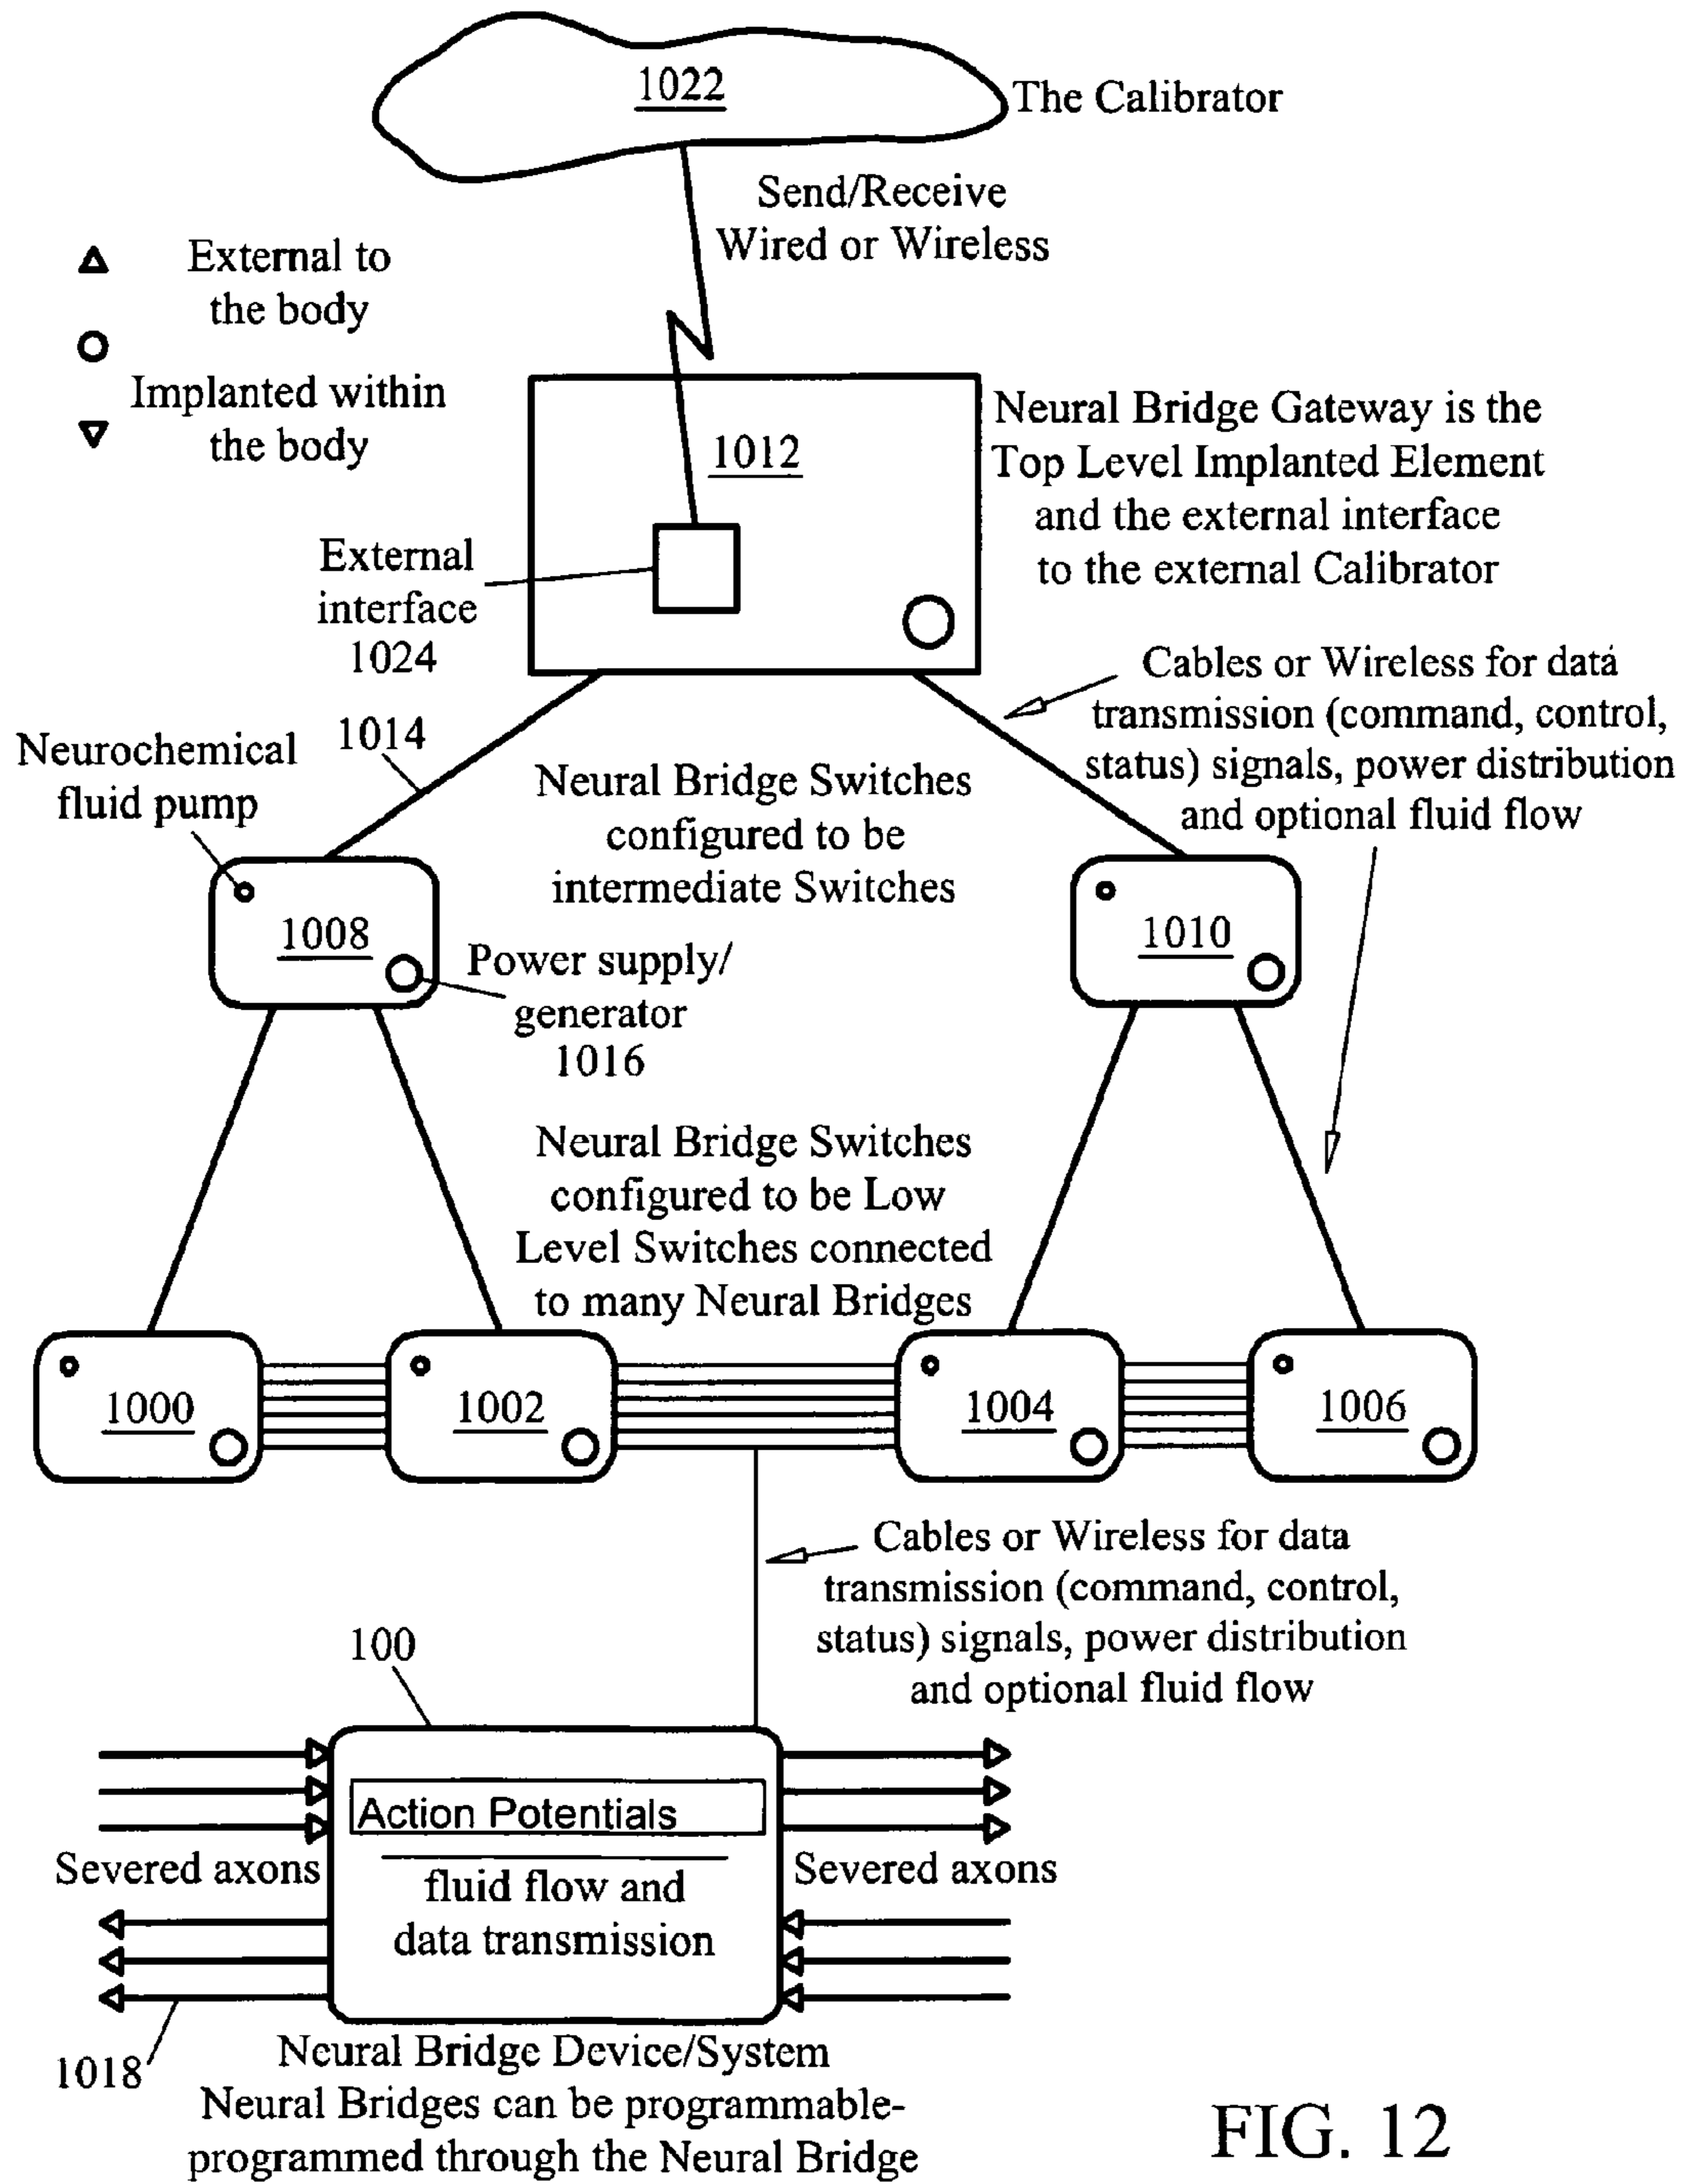 1022
The Calibrator
Send/Receive
Wired or Wireless
External to
the body
Implanted within
the body
1012
Neural Bridge Gateway is the
Top Level Implanted Element
and the external interface
to the external Calibrator
External
interface
1024
Cables or Wireless for data
transmission (command, control,
status) signals, power distribution
and optional fluid flow
1014
Neurochemical
fluid pump
Neural Bridge Switches
configured to be
intermediate Switches
1008
1010
Power supply/
generator
1016
Neural Bridge Switches
configured to be Low
Level Switches connected
to many Neural Bridges
1000
1002
1004
1006
Cables or Wireless for data
transmission (command, control,
status) signals, power distribution
and optional fluid flow
100
Action Potentials
Severed axons
Severed axons
fluid flow and
data transmission
1018
Neural Bridge Device/System
Neural Bridges can be programmable-
programmed through the Neural Bridge
FIG. 12